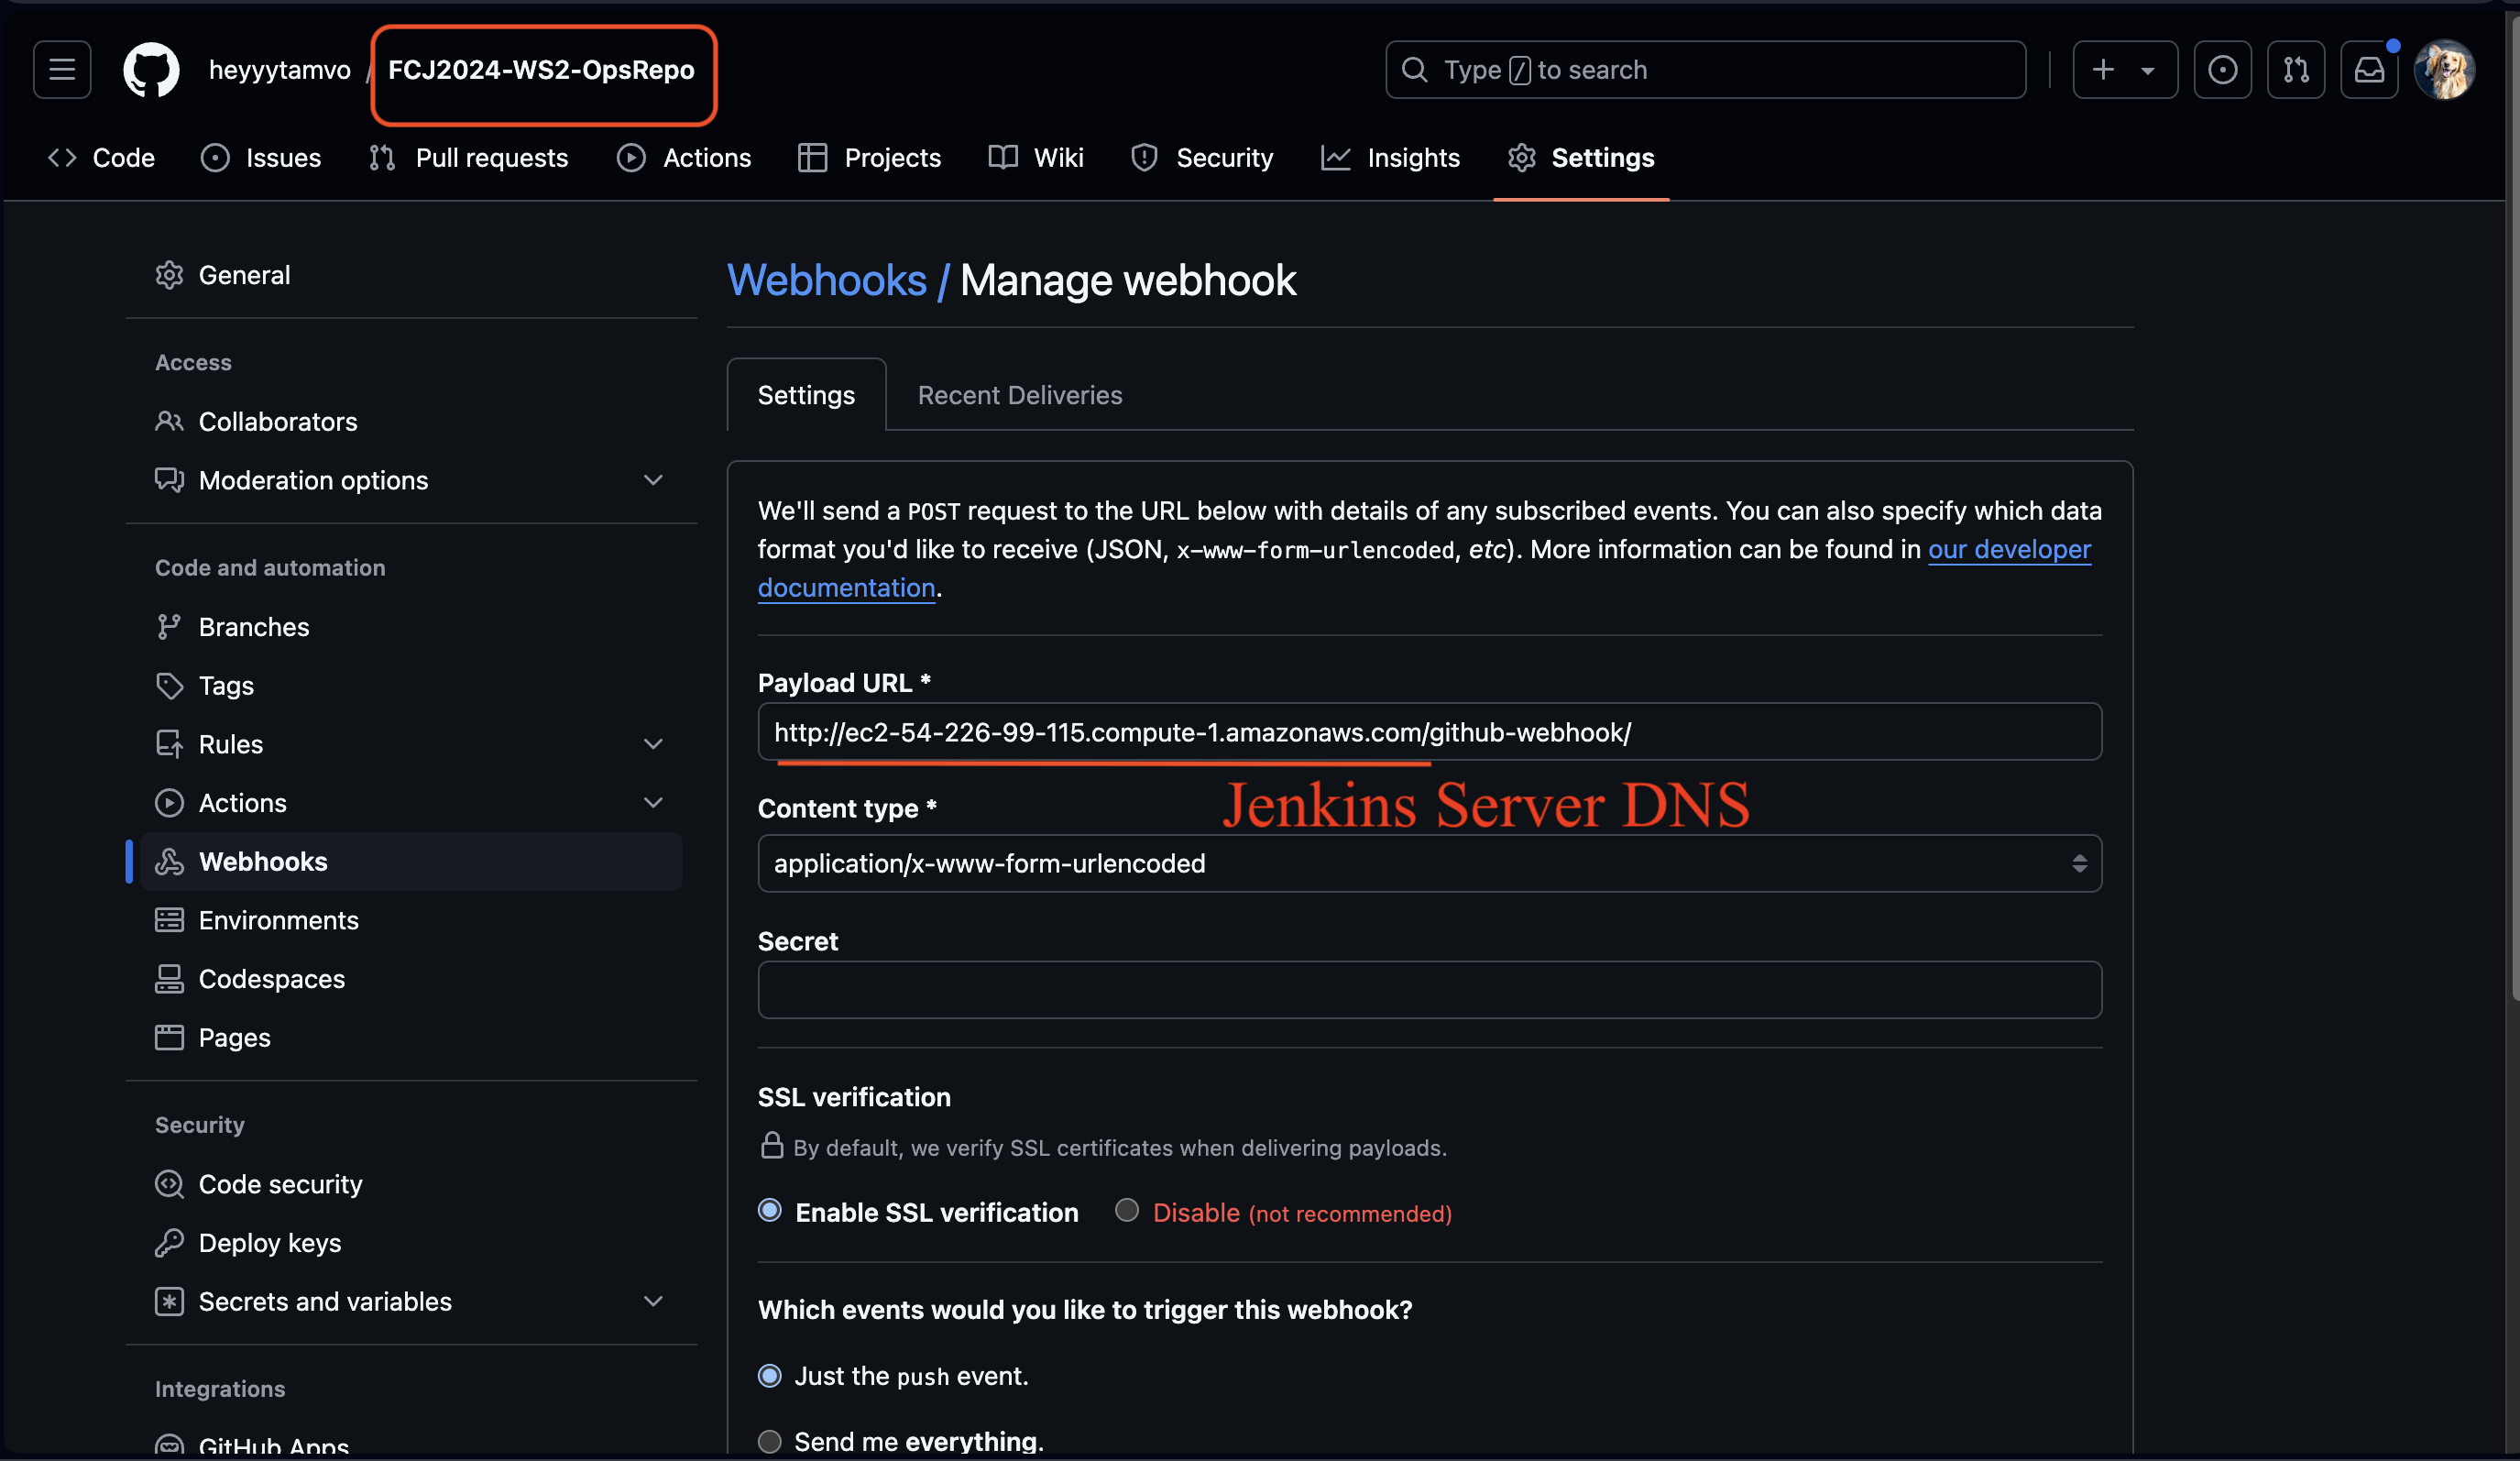 heyyytamvo / FCJ2024-WS2-OpsRepo
Type / to search
Code Issues Pull requests Actions Projects Wiki Security Insights Settings
General
Access
Collaborators
Moderation options
Code and automation
Branches
Tags
Rules
Actions
Webhooks
Environments
Codespaces
Pages
Security
Code security
Deploy keys
Secrets and variables
Integrations
GitHub Apps
Webhooks / Manage webhook
Settings Recent Deliveries
We'll send a POST request to the URL below with details of any subscribed events. You can also specify which data
format you'd like to receive (JSON, x-www-form-urlencoded, etc). More information can be found in our developer
documentation.
Payload URL *
http://ec2-54-226-99-115.compute-1.amazonaws.com/github-webhook/
Jenkins Server DNS
Content type *
application/x-www-form-urlencoded
Secret
SSL verification
By default, we verify SSL certificates when delivering payloads.
Enable SSL verification Disable (not recommended)
Which events would you like to trigger this webhook?
Just the push event.
Send me everything.